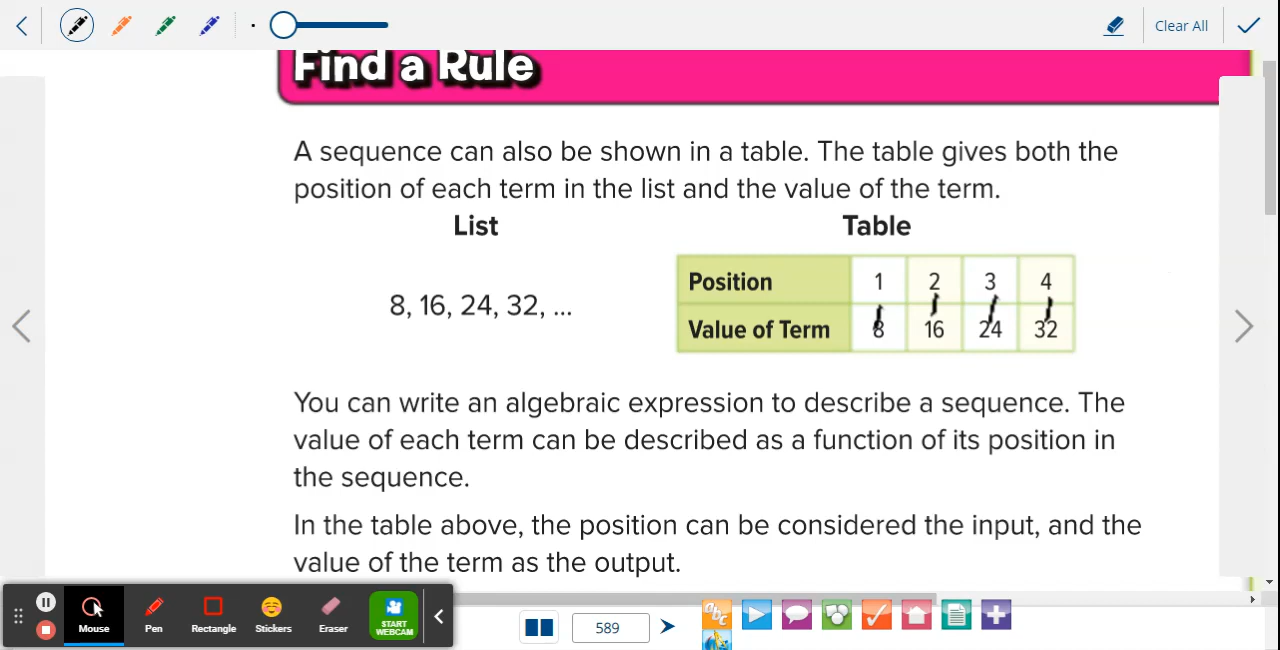 Clear All
Find a Rule
A sequence can also be shown in a table. The table gives both the
position of each term in the list and the value of the term.
List
Table
8, 16, 24, 32, ...
Position 1 2 3 4
Value of Term 8 16 24 32
You can write an algebraic expression to describe a sequence. The
value of each term can be described as a function of its position in
the sequence.
In the table above, the position can be considered the input, and the
value of the term as the output.
Mouse
Pen
Rectangle
Stickers
Eraser
START
WEBCAM
589
abc